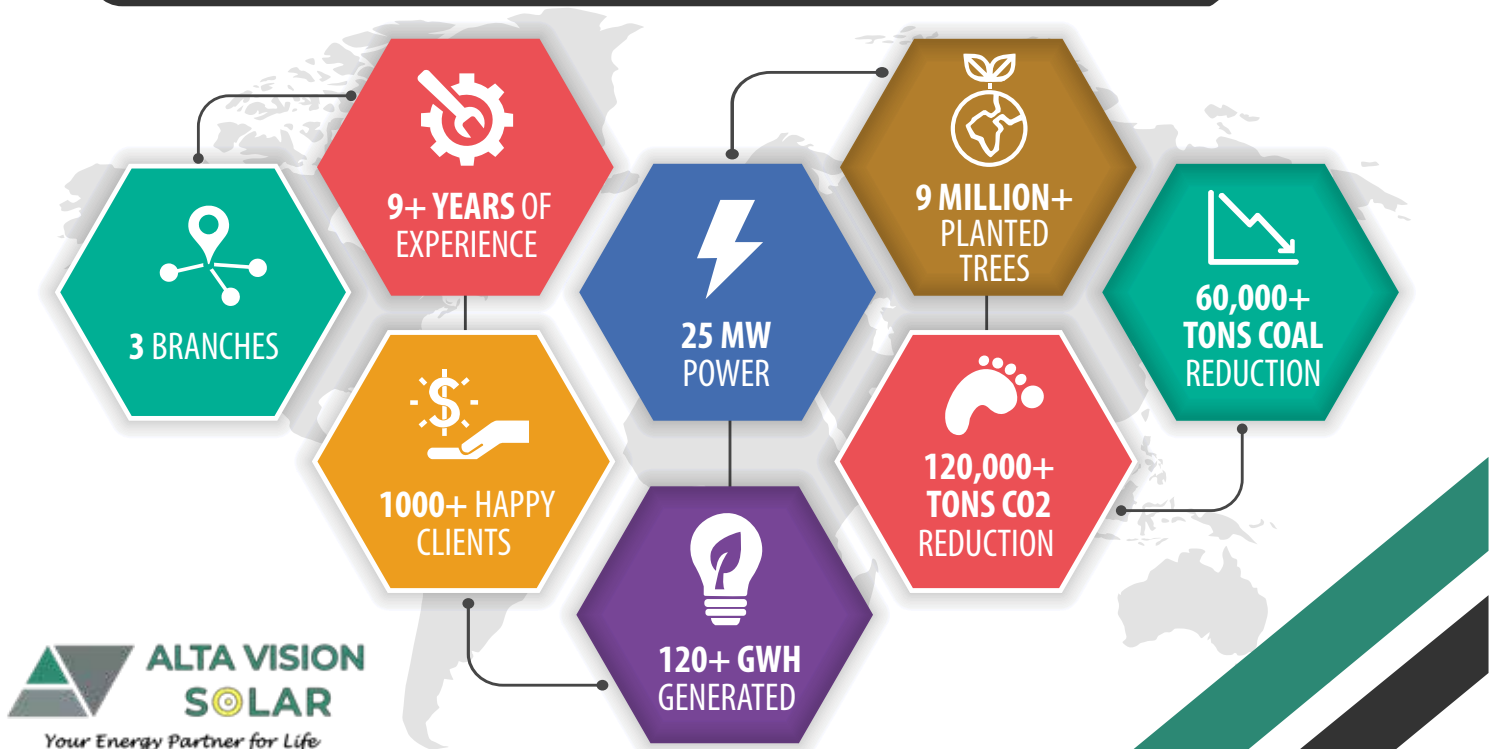 9+ YEARS OF
EXPERIENCE
9 MILLION+
PLANTED
TREES
3 BRANCHES
25 MW
POWER
60,000+
TONS COAL
REDUCTION
1000+ HAPPY
CLIENTS
120,000+
TONS CO2
REDUCTION
120+ GWH
GENERATED
ALTA VISION
SOLAR
Your Energy Partner for Life